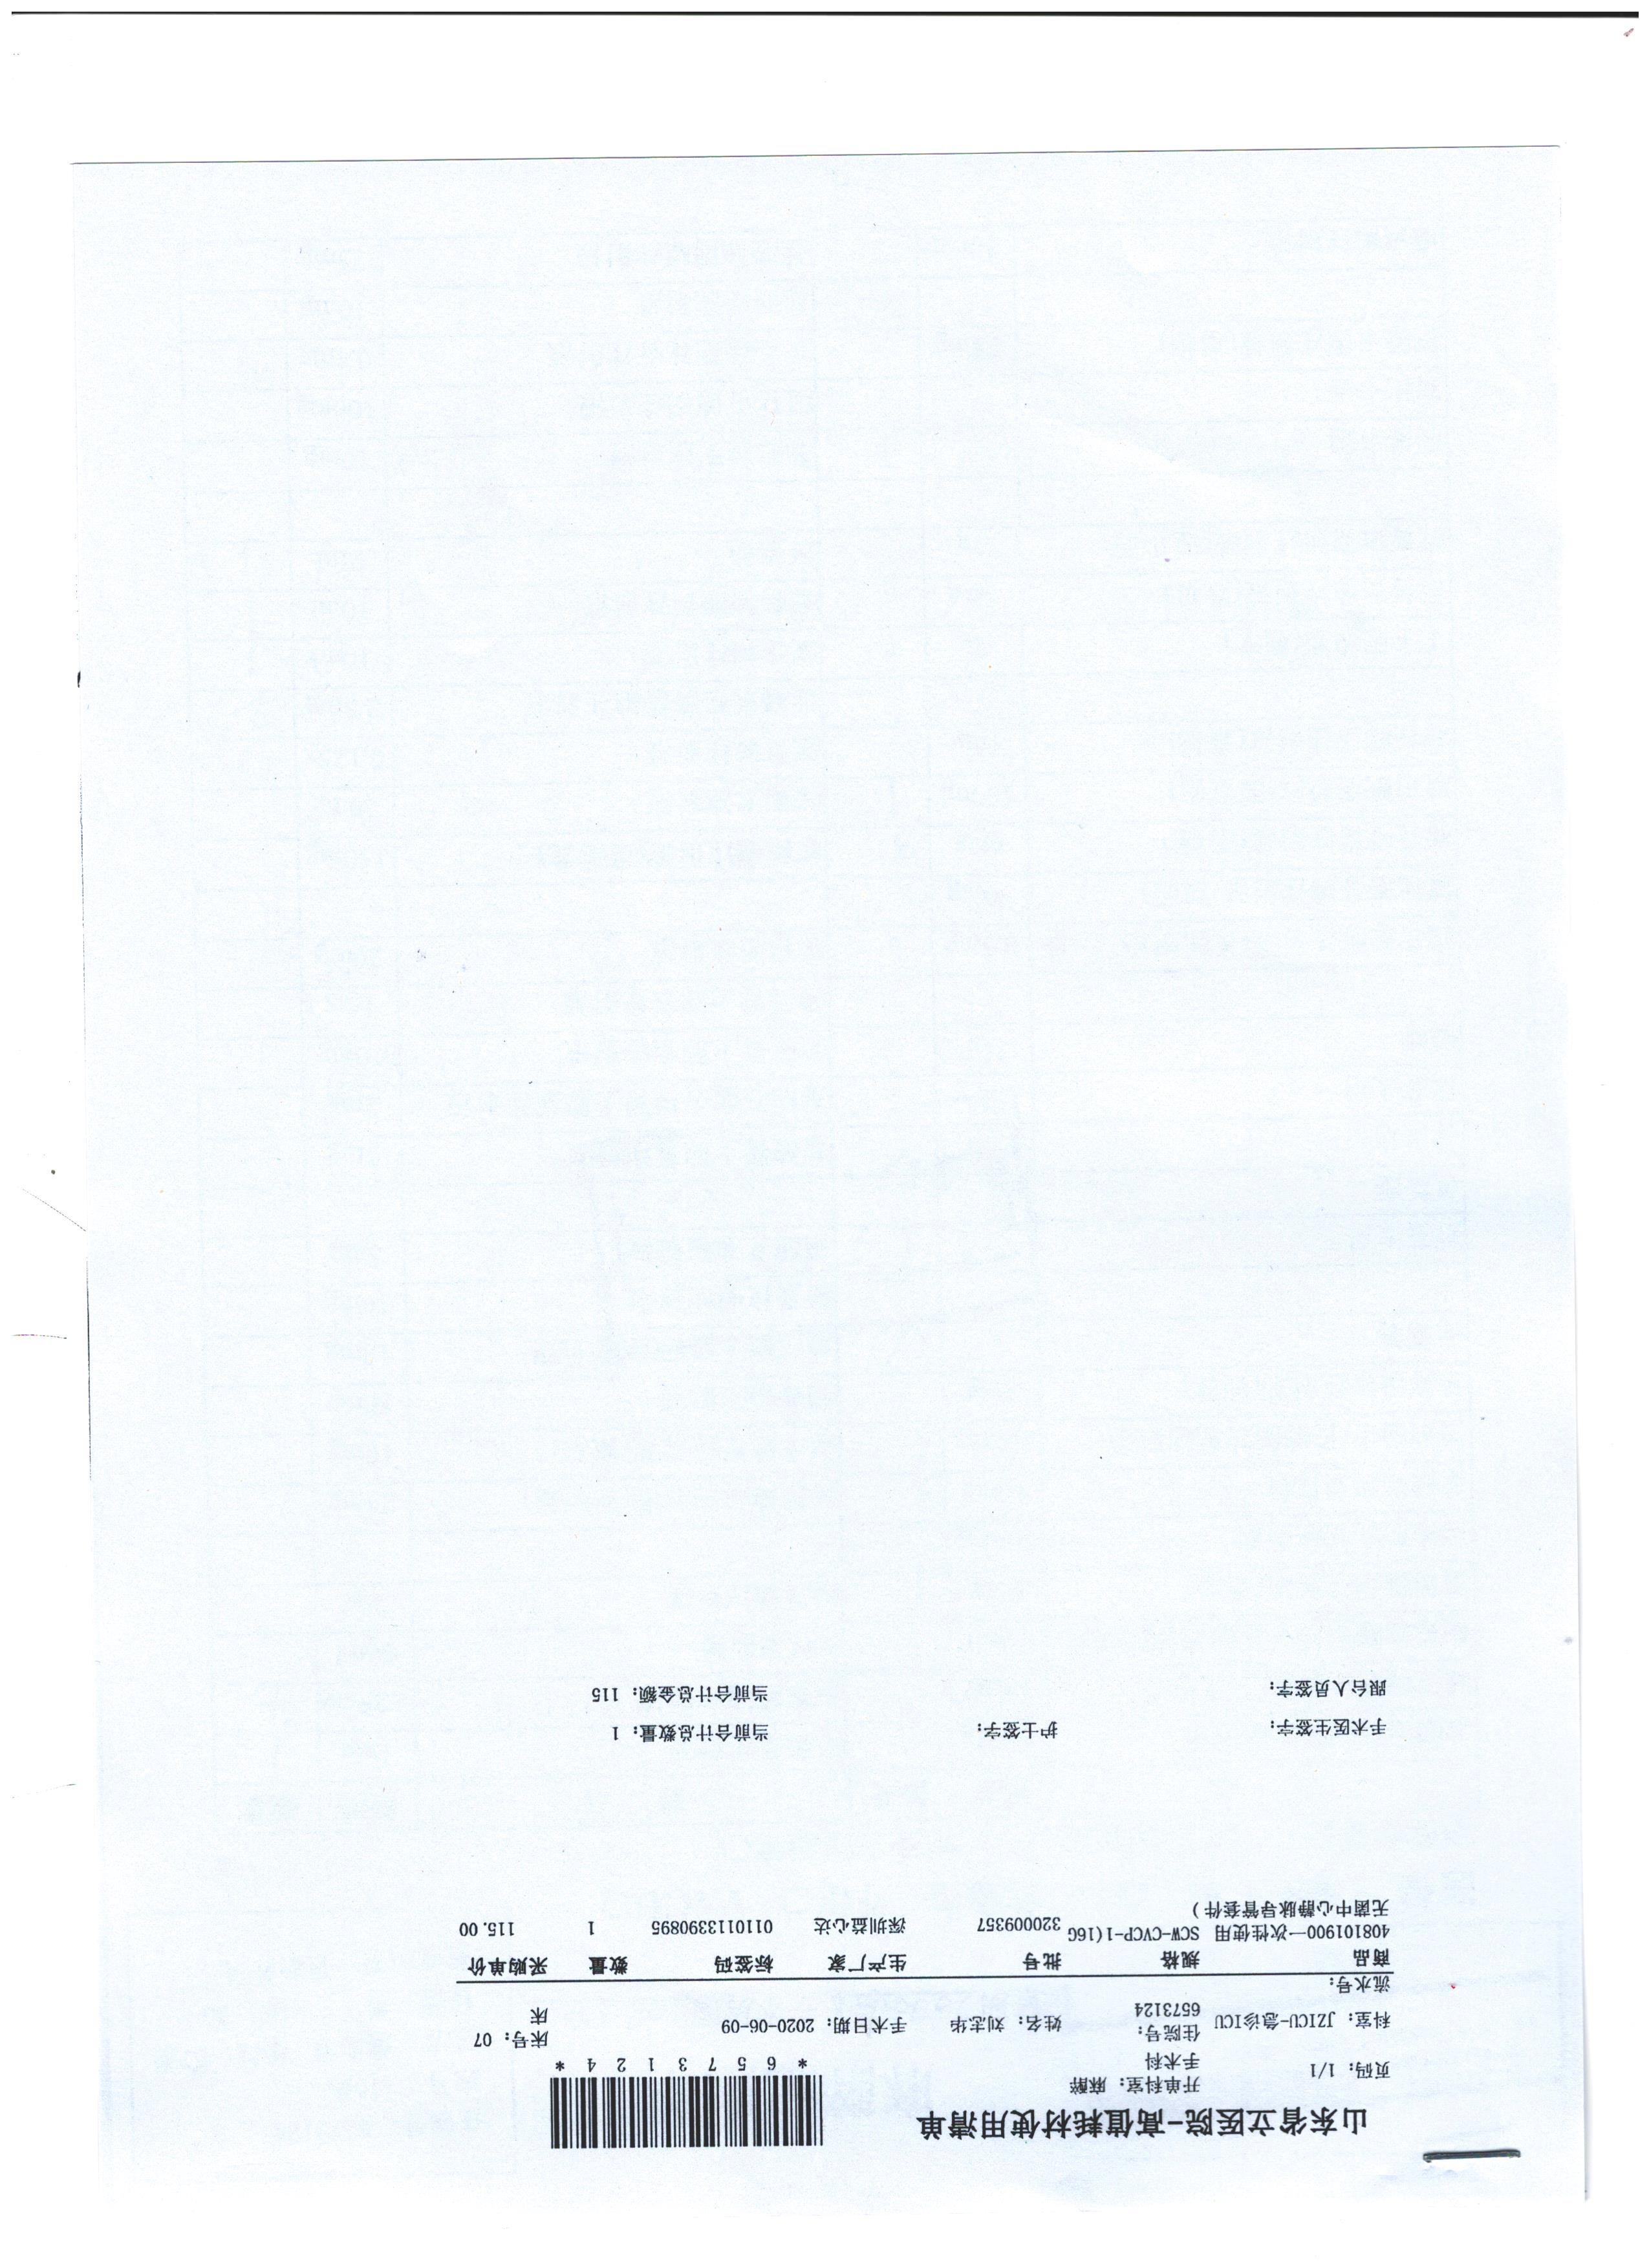 山东省立医院-高值耗材使用清单
*6573124*
页码: 1/1 开单科室: 麻醉手术科
科室: JZICU-急诊ICU 住院号: 6573124 姓名: 刘志华 手术日期: 2020-06-09 床号: 07床
流水号:
商品 规格 批号 生产厂家 标签码 数量 采购单价
408101900一次性使用无菌中心静脉导管套件) SCW-CVCP-1(16G 320009357 深圳益心达 011011390895 1 115.00
手术医生签字: 护士签字: 当前合计总数量: 1
跟台人员签字: 当前合计总金额: 115